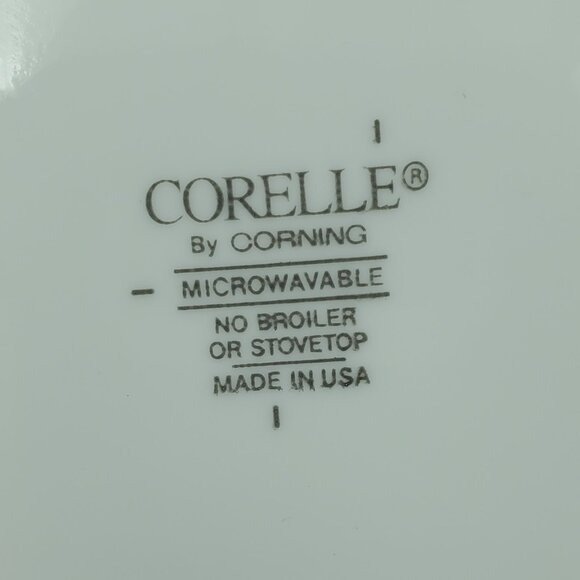 CORELLE®
By CORNING
MICROWAVABLE
NO BROILER
OR STOVETOP
MADE IN USA